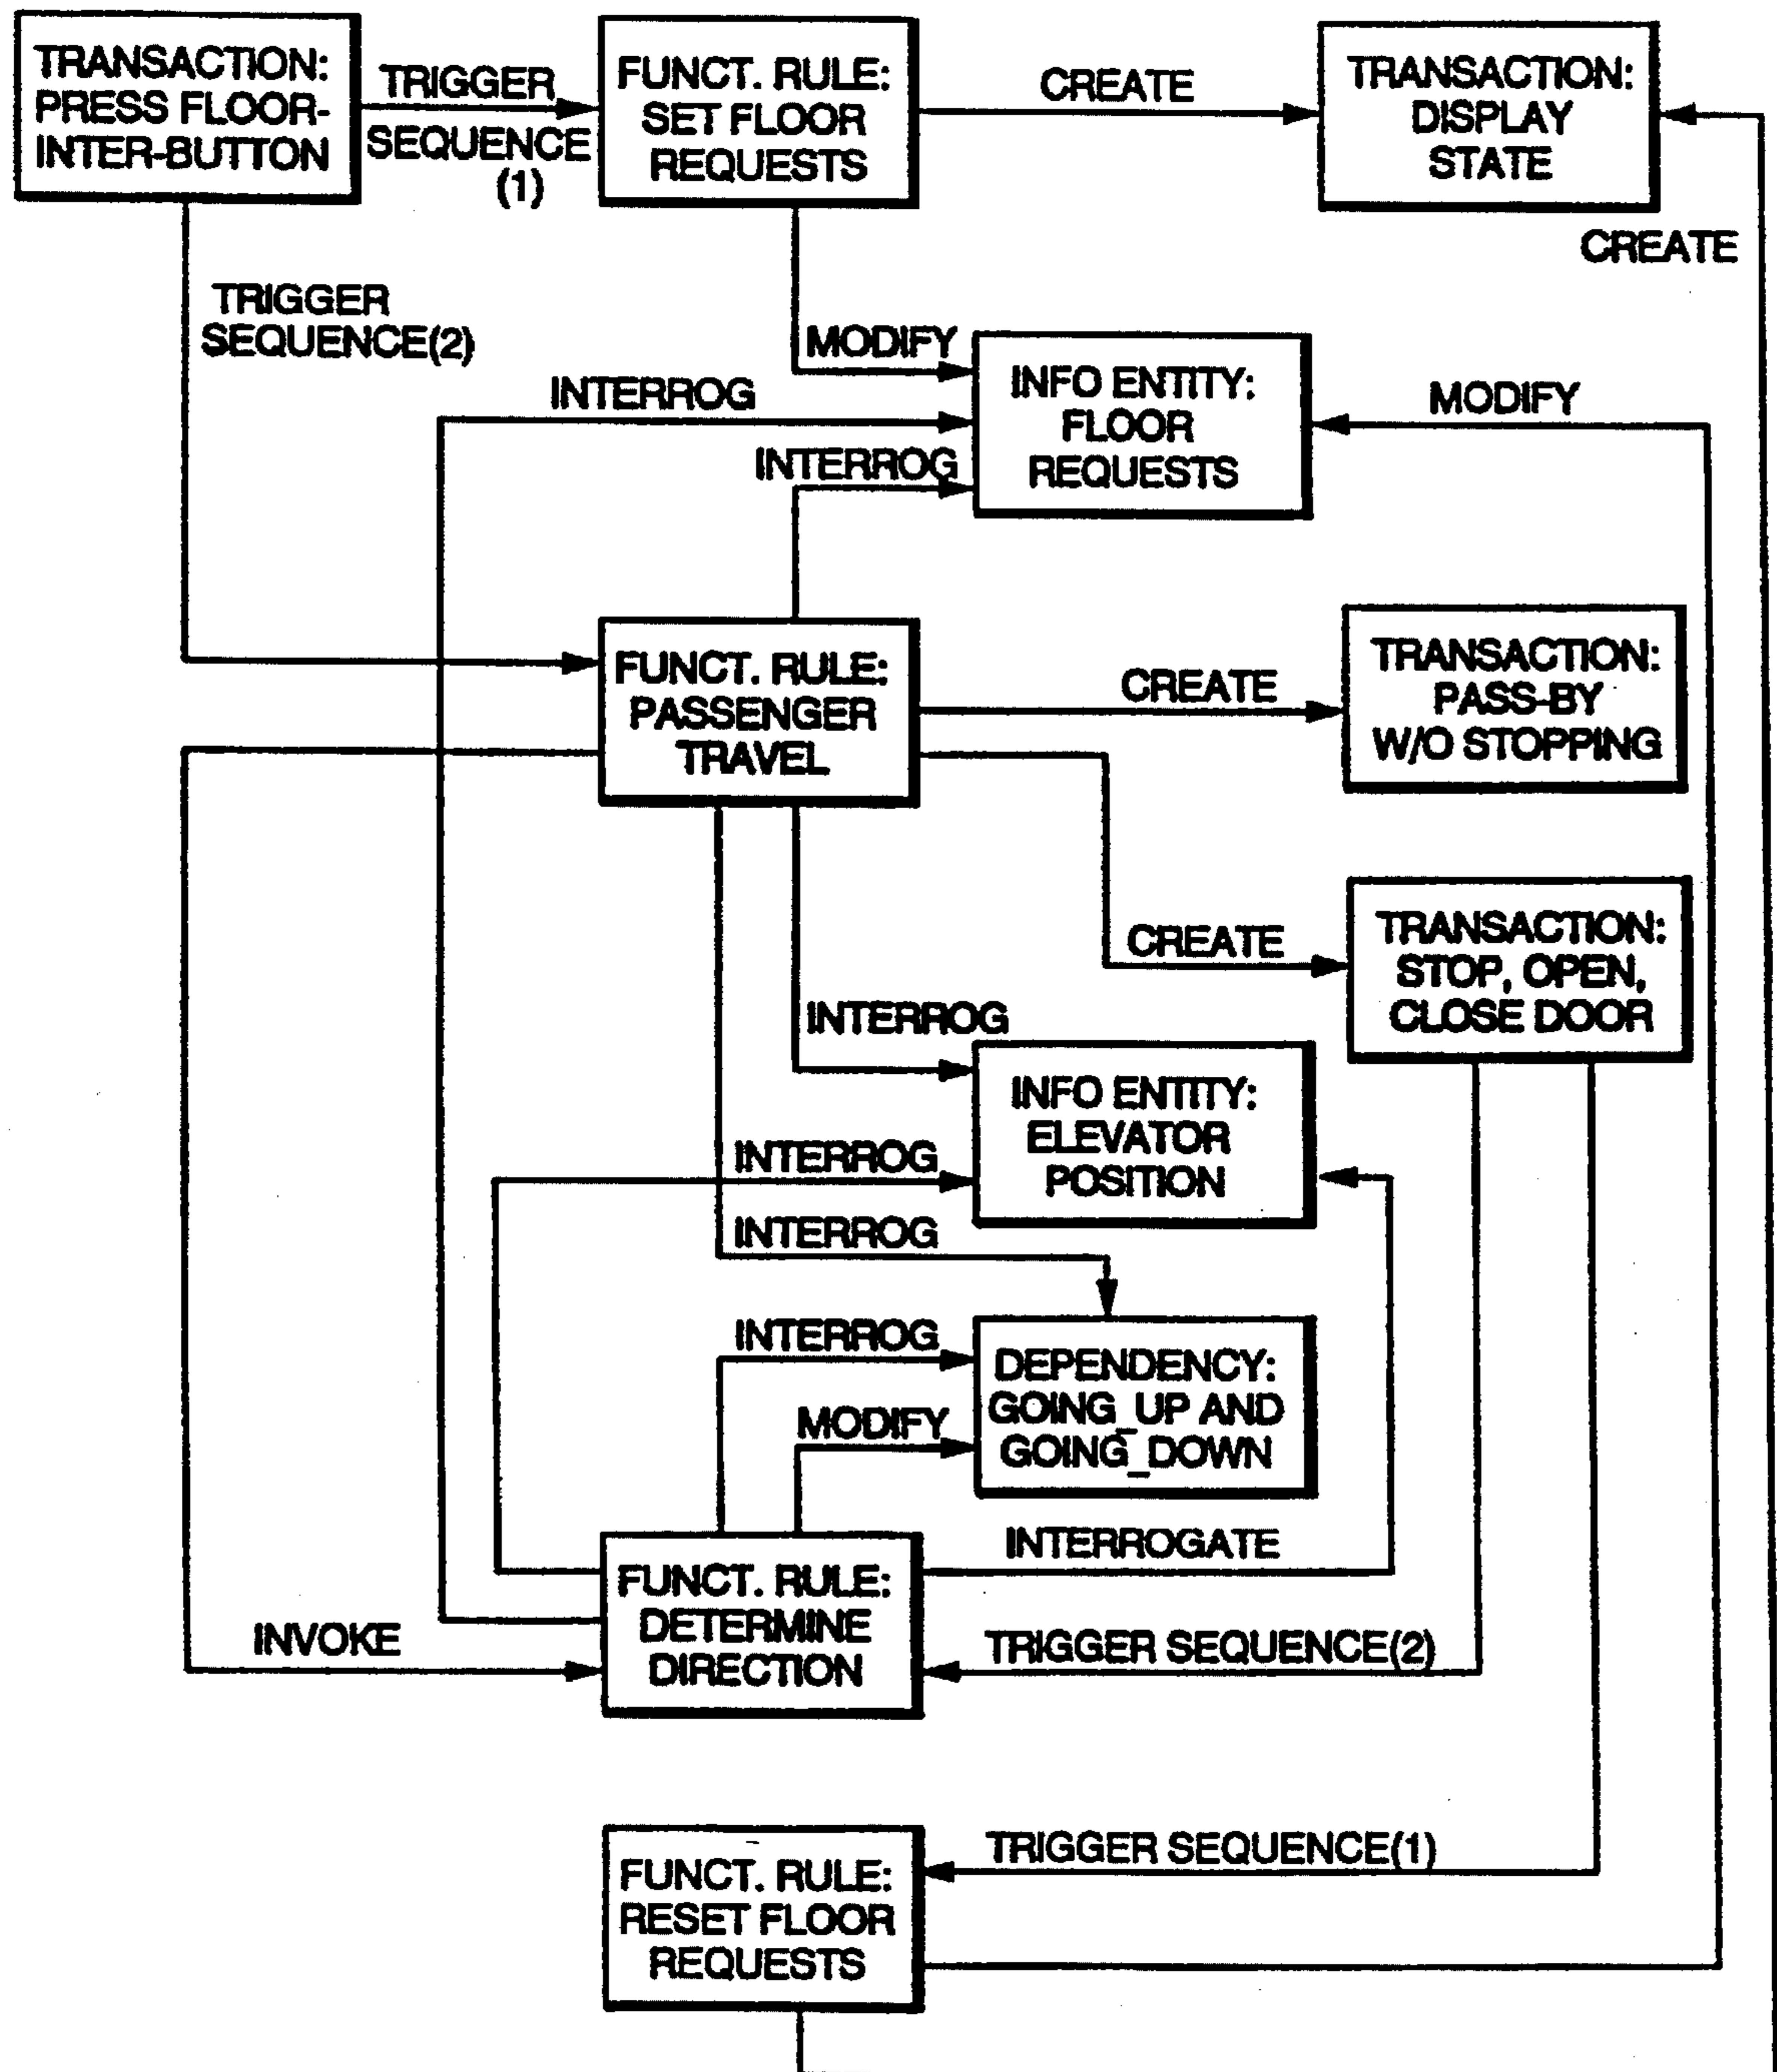 TRANSACTION:
PRESS FLOOR-
INTER-BUTTON
TRIGGER
SEQUENCE
(1)
FUNCT. RULE:
SET FLOOR
REQUESTS
CREATE
TRANSACTION:
DISPLAY
STATE
CREATE
TRIGGER
SEQUENCE(2)
MODIFY
INTERROG
INTERROG
INFO ENTITY:
FLOOR
REQUESTS
MODIFY
FUNCT. RULE:
PASSENGER
TRAVEL
CREATE
TRANSACTION:
PASS-BY
W/O STOPPING
CREATE
TRANSACTION:
STOP, OPEN,
CLOSE DOOR
INTERROG
INFO ENTITY:
ELEVATOR
POSITION
INTERROG
INTERROG
INTERROG
MODIFY
DEPENDENCY:
GOING_UP AND
GOING_DOWN
INTERROGATE
FUNCT. RULE:
DETERMINE
DIRECTION
INVOKE
TRIGGER SEQUENCE(2)
TRIGGER SEQUENCE(1)
FUNCT. RULE:
RESET FLOOR
REQUESTS